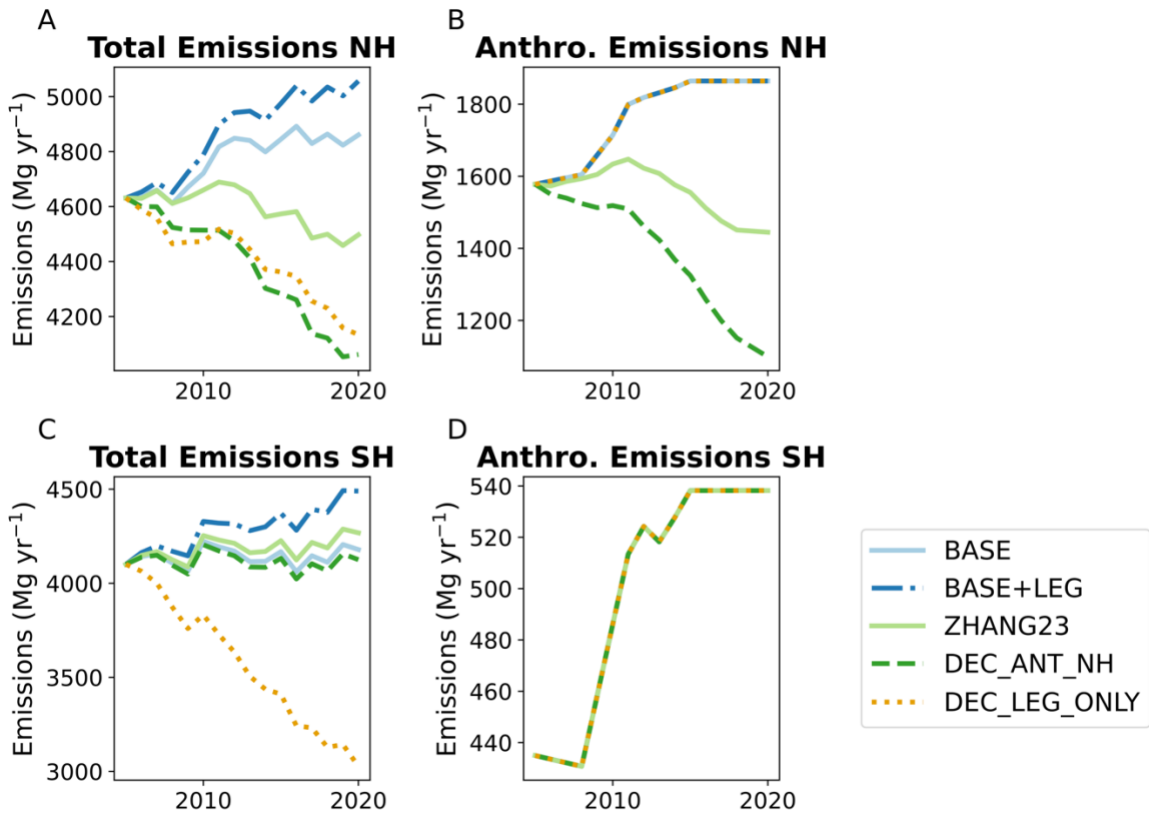 A
Total Emissions NH
Emissions (Mg yr⁻¹)
5000
4800
4600
4400
4200
2010
2020
B
Anthro. Emissions NH
Emissions (Mg yr⁻¹)
1800
1600
1400
1200
2010
2020
C
Total Emissions SH
Emissions (Mg yr⁻¹)
4500
4000
3500
3000
2010
2020
D
Anthro. Emissions SH
Emissions (Mg yr⁻¹)
540
520
500
480
460
440
2010
2020
BASE
BASE+LEG
ZHANG23
DEC_ANT_NH
DEC_LEG_ONLY